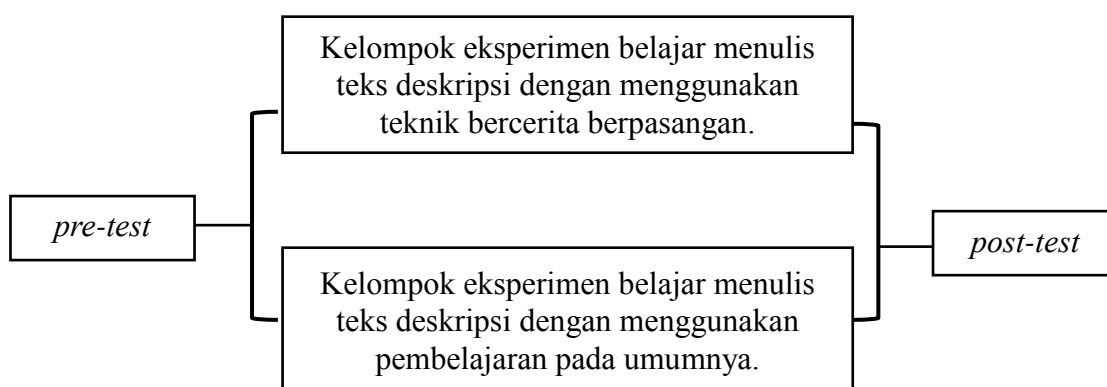 pre-test
Kelompok eksperimen belajar menulis
teks deskripsi dengan menggunakan
teknik bercerita berpasangan.
Kelompok eksperimen belajar menulis
teks deskripsi dengan menggunakan
pembelajaran pada umumnya.
post-test